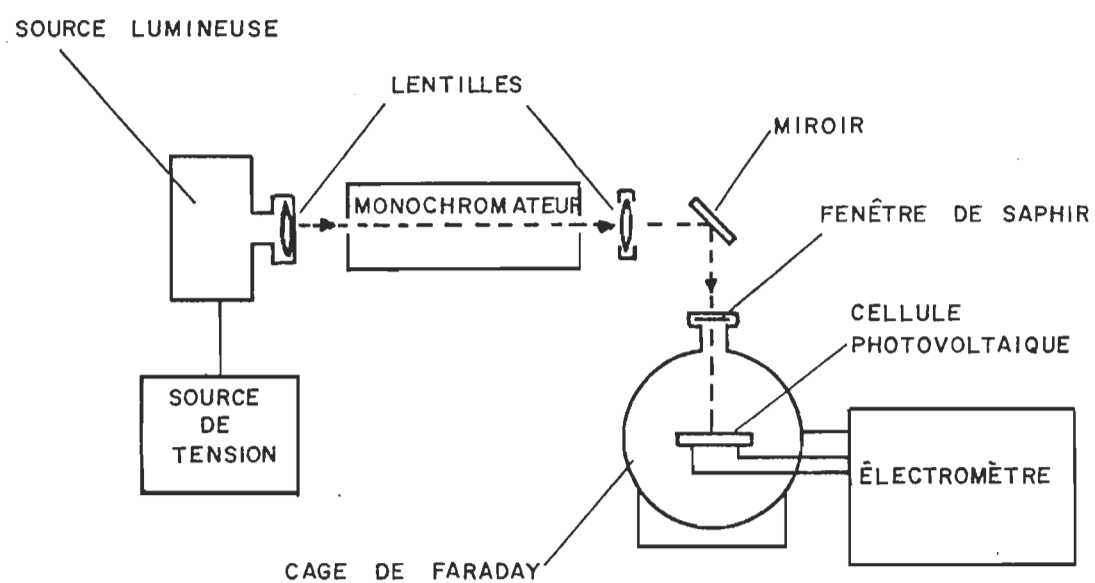 SOURCE LUMINEUSE
LENTILLES
MIROIR
MONOCHROMATEUR
FENÊTRE DE SAPHIR
CELLULE
PHOTOVOLTAIQUE
SOURCE
DE
TENSION
ÉLECTROMÈTRE
CAGE DE FARADAY